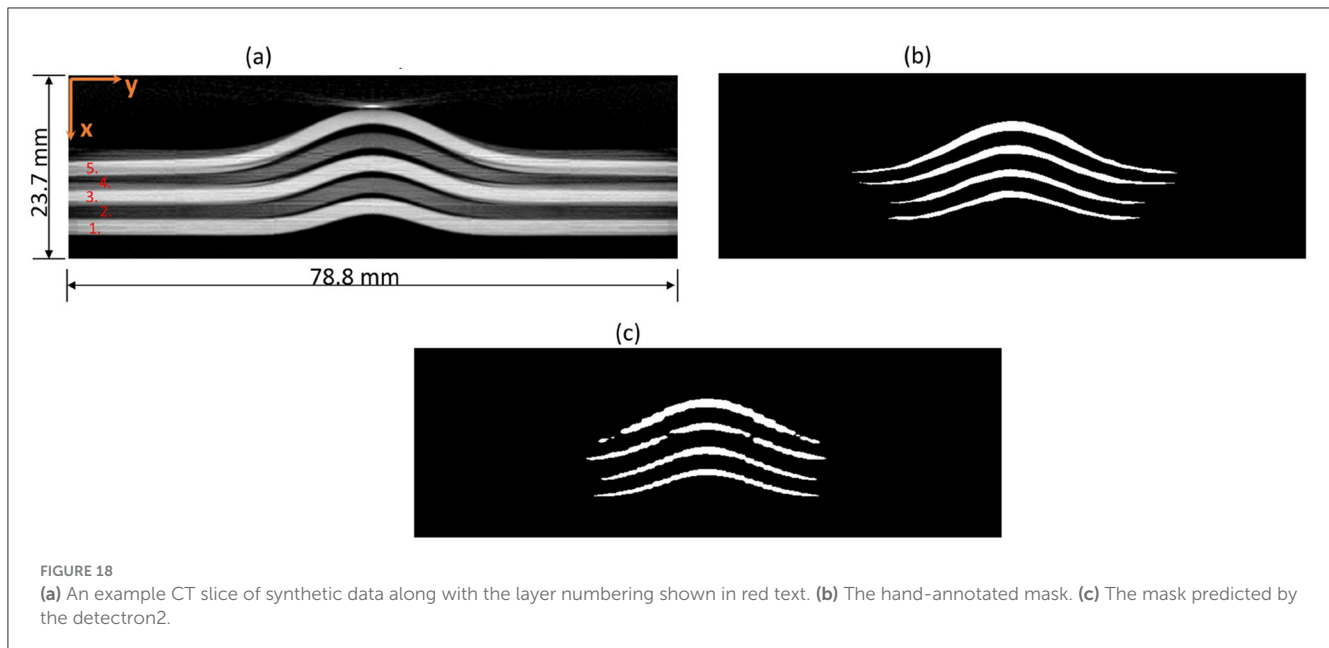 (a)
(b)
y
x
5.
4.
3.
2.
1.
23.7 mm
78.8 mm
(c)
FIGURE 18
(a) An example CT slice of synthetic data along with the layer numbering shown in red text. (b) The hand-annotated mask. (c) The mask predicted by
the detectron2.